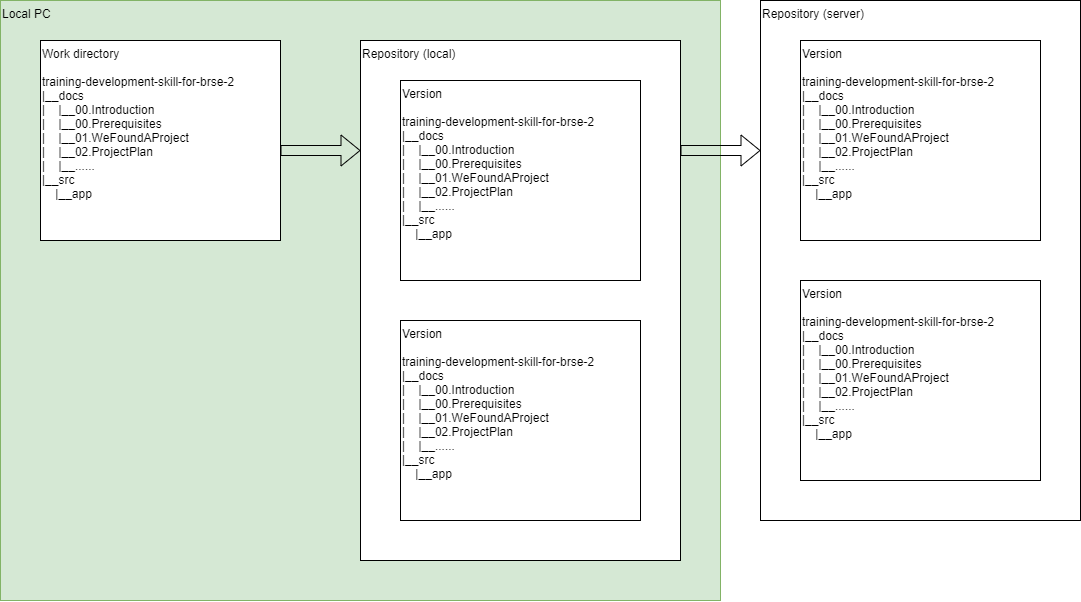 Local PC
Work directory
training-development-skill-for-brse-2
|__docs
|    |__00.Introduction
|    |__00.Prerequisites
|    |__01.WeFoundAProject
|    |__02.ProjectPlan
|    |__......
|__src
    |__app
Repository (local)
Version
training-development-skill-for-brse-2
|__docs
|    |__00.Introduction
|    |__00.Prerequisites
|    |__01.WeFoundAProject
|    |__02.ProjectPlan
|    |__......
|__src
    |__app
Version
training-development-skill-for-brse-2
|__docs
|    |__00.Introduction
|    |__00.Prerequisites
|    |__01.WeFoundAProject
|    |__02.ProjectPlan
|    |__......
|__src
    |__app
Repository (server)
Version
training-development-skill-for-brse-2
|__docs
|    |__00.Introduction
|    |__00.Prerequisites
|    |__01.WeFoundAProject
|    |__02.ProjectPlan
|    |__......
|__src
    |__app
Version
training-development-skill-for-brse-2
|__docs
|    |__00.Introduction
|    |__00.Prerequisites
|    |__01.WeFoundAProject
|    |__02.ProjectPlan
|    |__......
|__src
    |__app